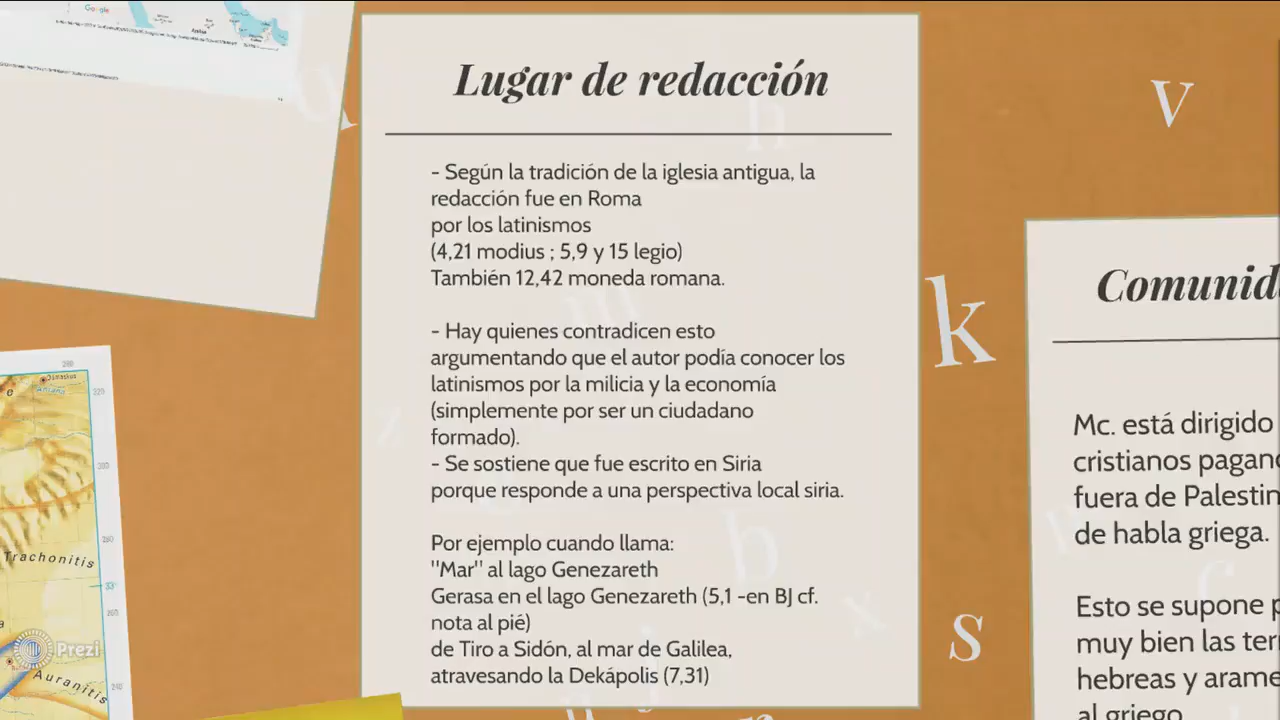 Google
Lugar de redacción
- Según la tradición de la iglesia antigua, la
redacción fue en Roma
por los latinismos
(4,21 modius ; 5,9 y 15 legio)
También 12,42 moneda romana.
- Hay quienes contradicen esto
argumentando que el autor podía conocer los
latinismos por la milicia y la economía
(simplemente por ser un ciudadano
formado).
- Se sostiene que fue escrito en Siria
porque responde a una perspectiva local siria.
Por ejemplo cuando llama:
"Mar" al lago Genezareth
Gerasa en el lago Genezareth (5,1 -en BJ cf.
nota al pié)
de Tiro a Sidón, al mar de Galilea,
atravesando la Dekápolis (7,31)
Comunid
Mc. está dirigido
cristianos pagano
fuera de Palestin
de habla griega.
Esto se supone p
muy bien las ter
hebreas y arame
al griego
Trachonitis
Auranitis
Prezi
v
k
s